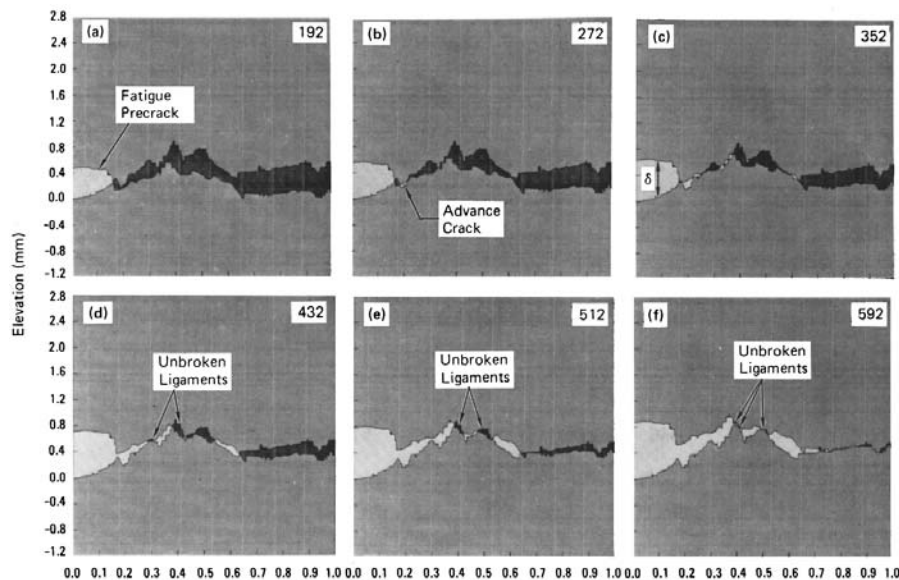 2.8
2.4
2.0
1.6
1.2
0.8
0.4
0.0
-0.4
-0.8
-1.2
(a)
192
Fatigue
Precrack
(b)
272
Advance
Crack
(c)
352
δ
Elevation (mm)
2.8
2.4
2.0
1.6
1.2
0.8
0.4
0.0
-0.4
-0.8
-1.2
(d)
432
Unbroken
Ligaments
(e)
512
Unbroken
Ligaments
(f)
592
Unbroken
Ligaments
0.0 0.1 0.2 0.3 0.4 0.5 0.6 0.7 0.8 0.9 1.0
0.0 0.1 0.2 0.3 0.4 0.5 0.6 0.7 0.8 0.9 1.0
0.0 0.1 0.2 0.3 0.4 0.5 0.6 0.7 0.8 0.9 1.0